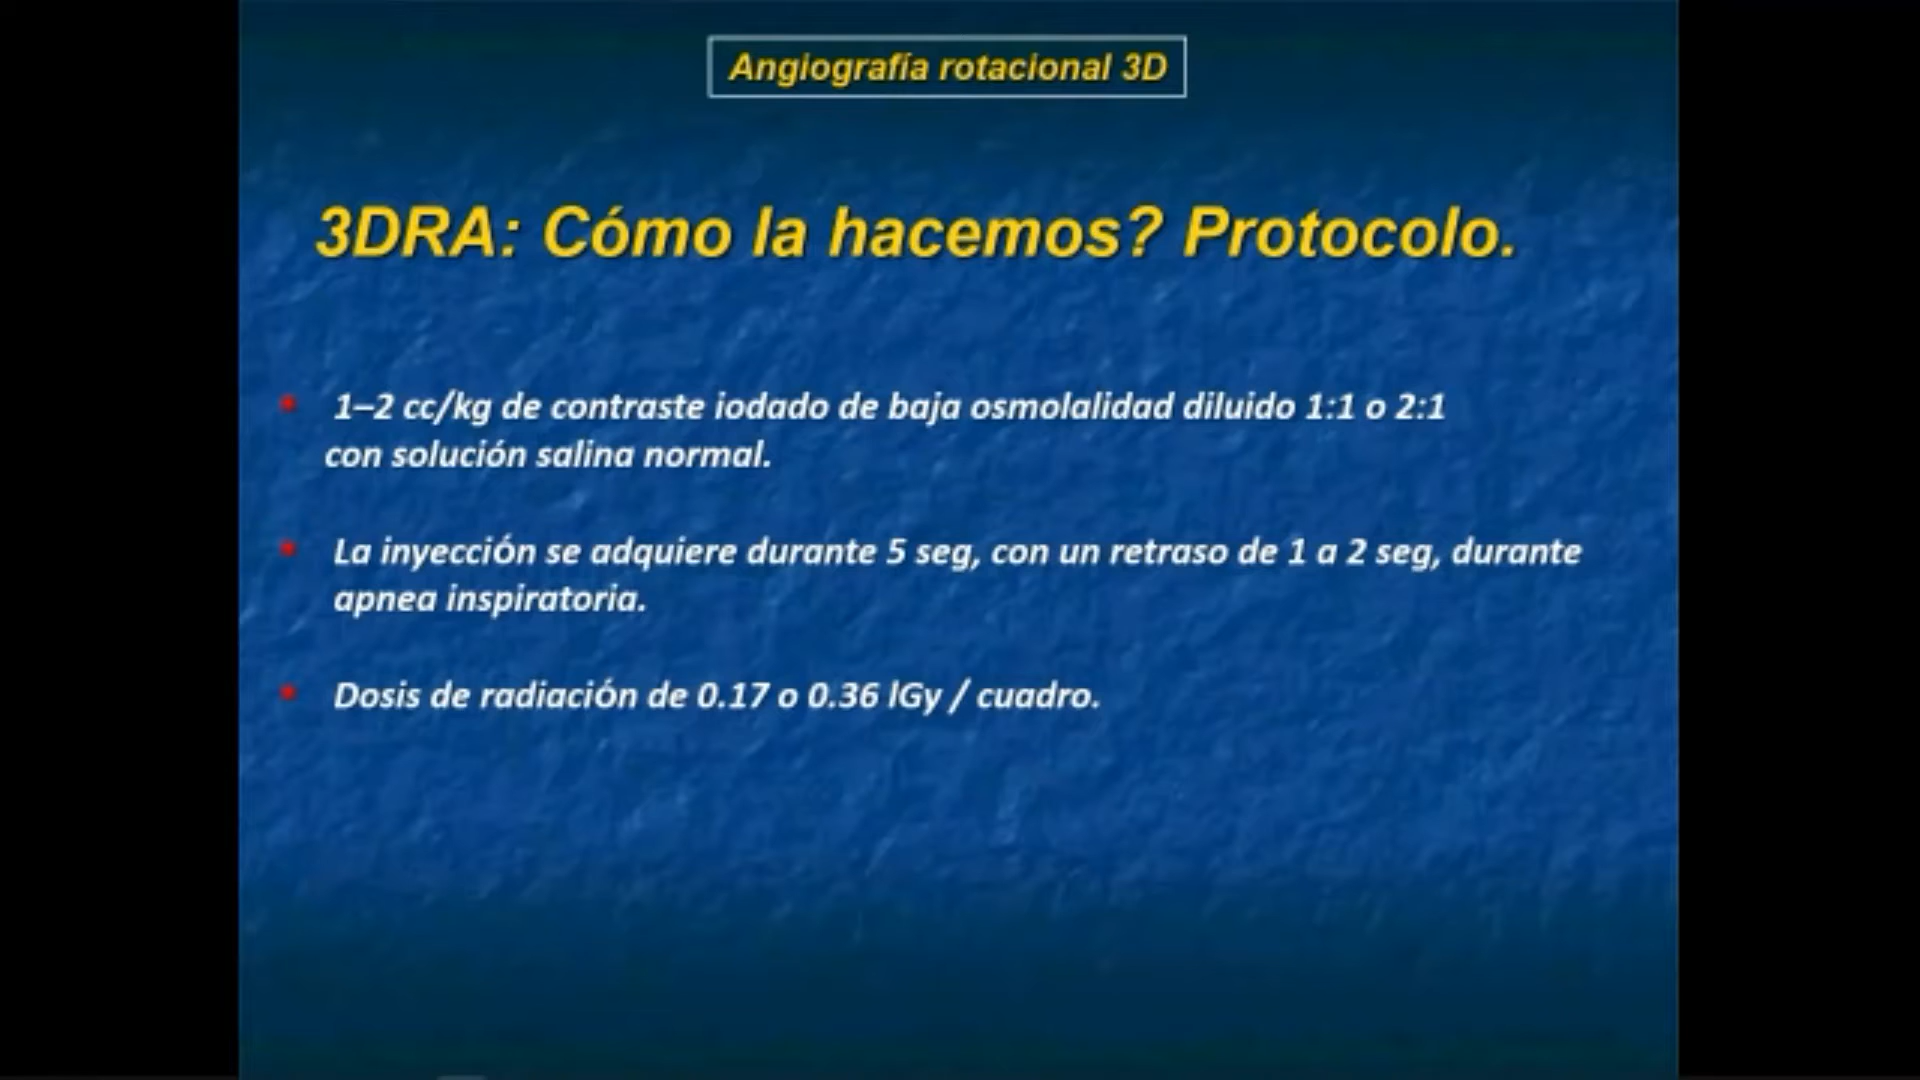 Angiografía rotacional 3D
3DRA: Cómo la hacemos? Protocolo.
1–2 cc/kg de contraste iodado de baja osmolalidad diluido 1:1 o 2:1
con solución salina normal.
La inyección se adquiere durante 5 seg, con un retraso de 1 a 2 seg, durante
apnea inspiratoria.
Dosis de radiación de 0.17 o 0.36 lGy / cuadro.